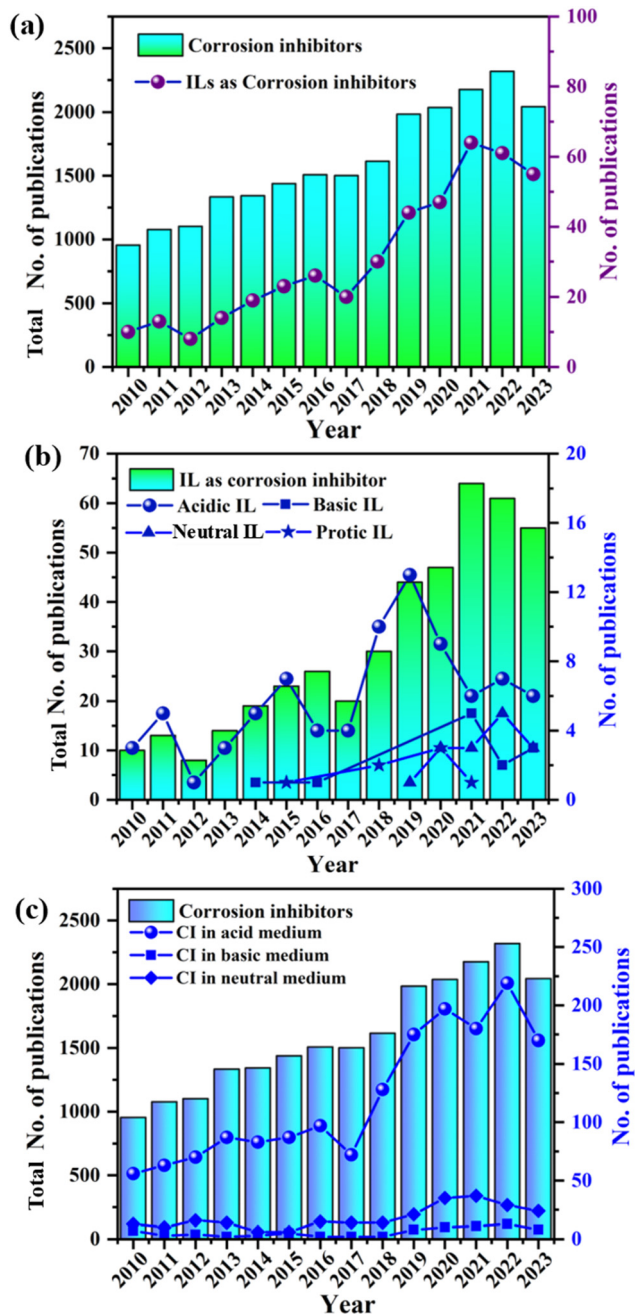 (a)
Corrosion inhibitors
ILs as Corrosion inhibitors
Total No. of publications
2500
2000
1500
1000
500
0
No. of publications
100
80
60
40
20
0
2010 2011 2012 2013 2014 2015 2016 2017 2018 2019 2020 2021 2022 2023
Year
(b)
IL as corrosion inhibitor
Acidic IL Basic IL
Neutral IL Protic IL
Total No. of publications
70
60
50
40
30
20
10
0
No. of publications
20
16
12
8
4
0
2010 2011 2012 2013 2014 2015 2016 2017 2018 2019 2020 2021 2022 2023
Year
(c)
Corrosion inhibitors
CI in acid medium
CI in basic medium
CI in neutral medium
Total No. of publications
2500
2000
1500
1000
500
0
No. of publications
300
250
200
150
100
50
0
2010 2011 2012 2013 2014 2015 2016 2017 2018 2019 2020 2021 2022 2023
Year